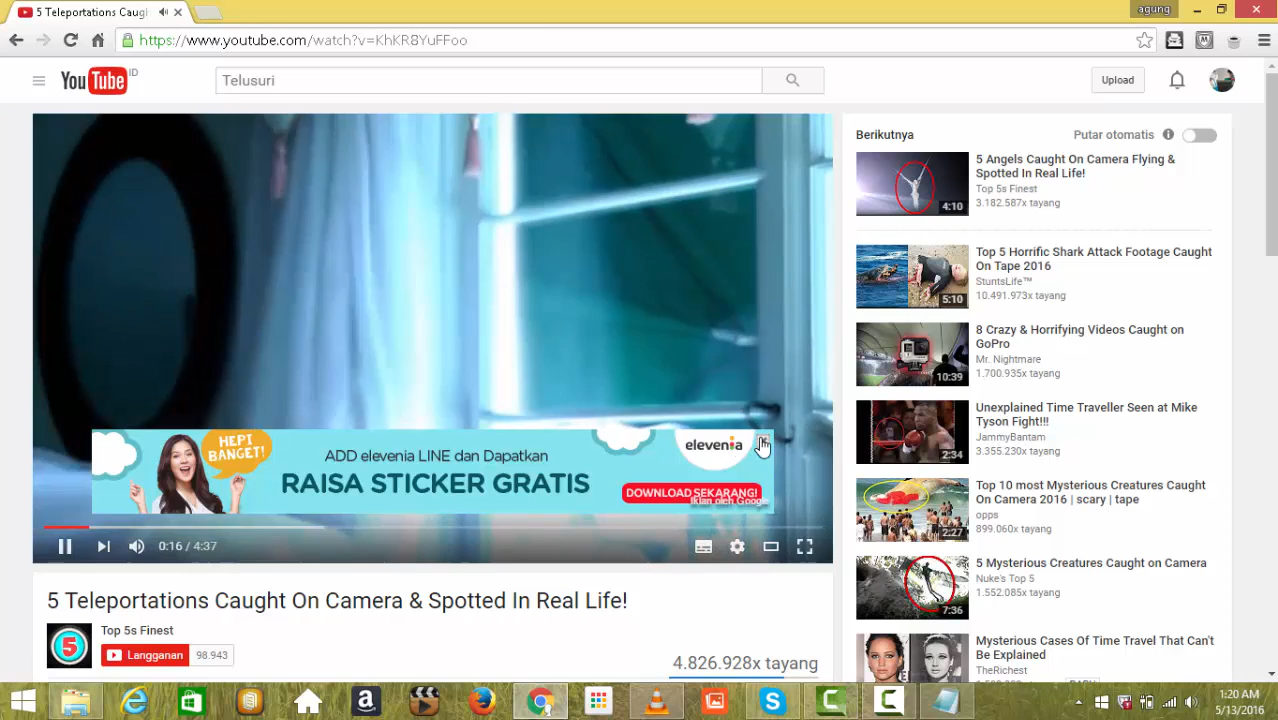 5 Teleportations Caugl
agung
https://www.youtube.com/watch?v=KhKR8YuFFoo
YouTube ID
Telusuri
Upload
Berikutnya
Putar otomatis
5 Angels Caught On Camera Flying &
Spotted In Real Life!
Top 5s Finest
3.182.587x tayang
4:10
Top 5 Horrific Shark Attack Footage Caught
On Tape 2016
StuntsLife™
10.491.973x tayang
5:10
8 Crazy & Horrifying Videos Caught on
GoPro
Mr. Nightmare
1.700.935x tayang
10:39
Unexplained Time Traveller Seen at Mike
Tyson Fight!!!
JammyBantam
3.355.230x tayang
2:34
Top 10 most Mysterious Creatures Caught
On Camera 2016 | scary | tape
opps
899.060x tayang
2:27
5 Mysterious Creatures Caught on Camera
Nuke's Top 5
1.552.085x tayang
7:36
Mysterious Cases Of Time Travel That Can't
Be Explained
TheRichest
HEPI
BANGET!
ADD elevenia LINE dan Dapatkan
RAISA STICKER GRATIS
elevenia
DOWNLOAD SEKARANG!
Iklan oleh Google
0:16 / 4:37
5 Teleportations Caught On Camera & Spotted In Real Life!
5
Top 5s Finest
Langganan
98.943
4.826.928x tayang
1:20 AM
5/13/2016